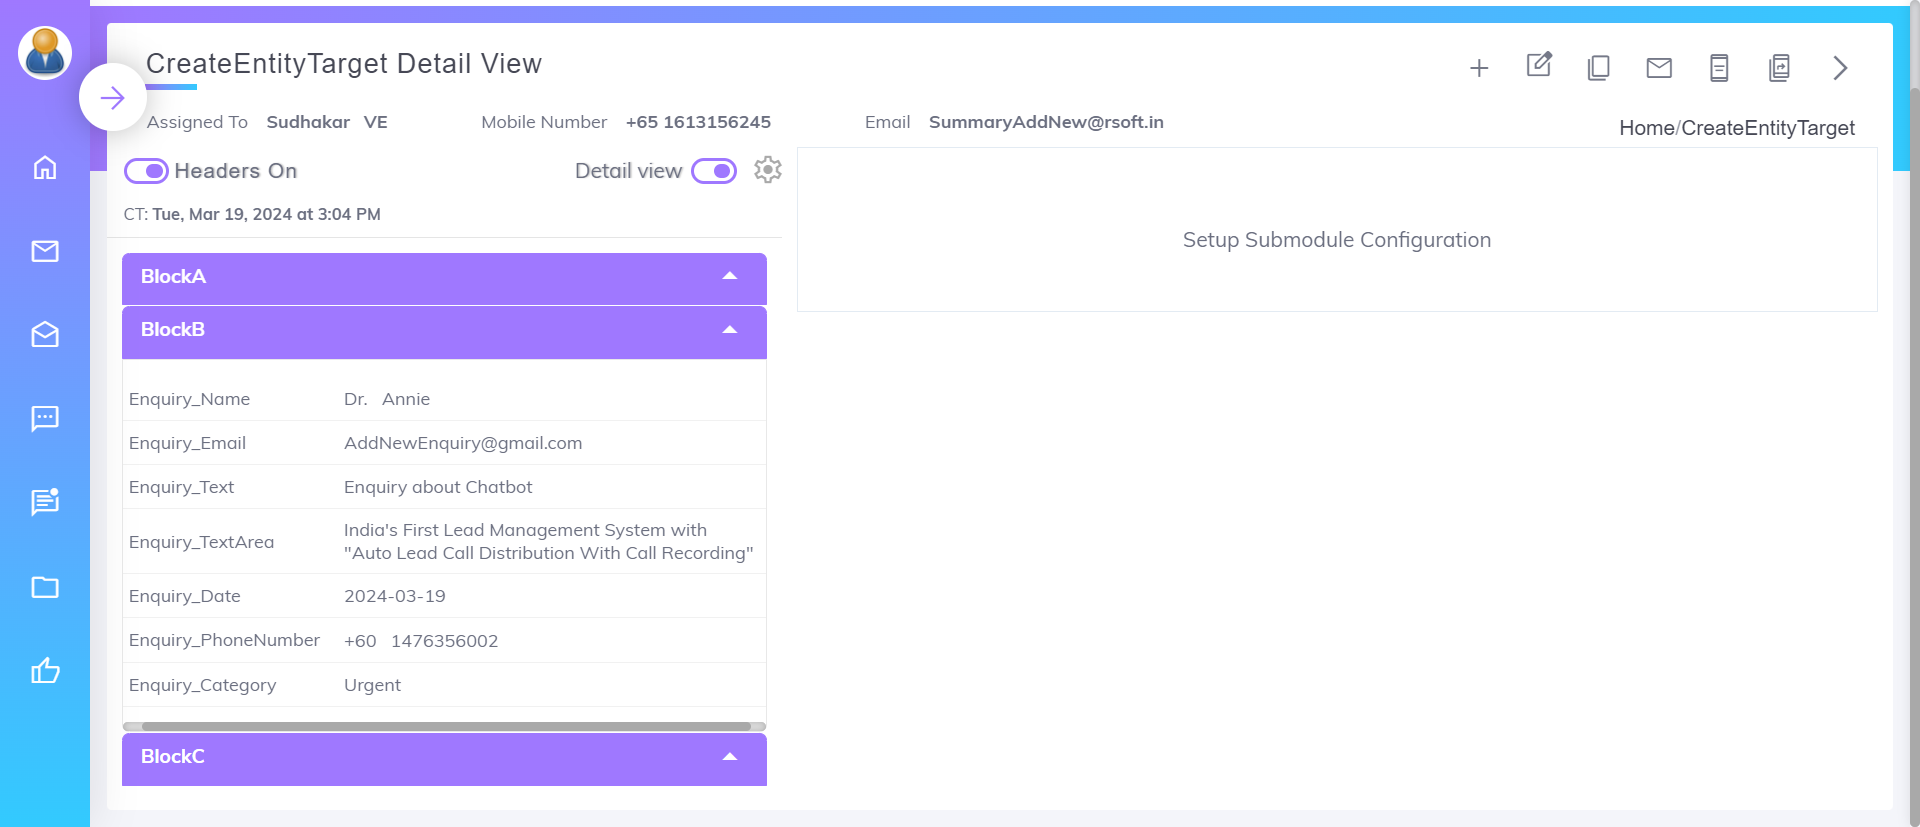 CreateEntityTarget Detail View
Assigned To Sudhakar VE Mobile Number +65 1613156245 Email SummaryAddNew@rsoft.in
Home/CreateEntityTarget
Headers On Detail view
CT: Tue, Mar 19, 2024 at 3:04 PM
Setup Submodule Configuration
BlockA
BlockB
Enquiry_Name Dr. Annie
Enquiry_Email AddNewEnquiry@gmail.com
Enquiry_Text Enquiry about Chatbot
Enquiry_TextArea India's First Lead Management System with
"Auto Lead Call Distribution With Call Recording"
Enquiry_Date 2024-03-19
Enquiry_PhoneNumber +60 1476356002
Enquiry_Category Urgent
BlockC